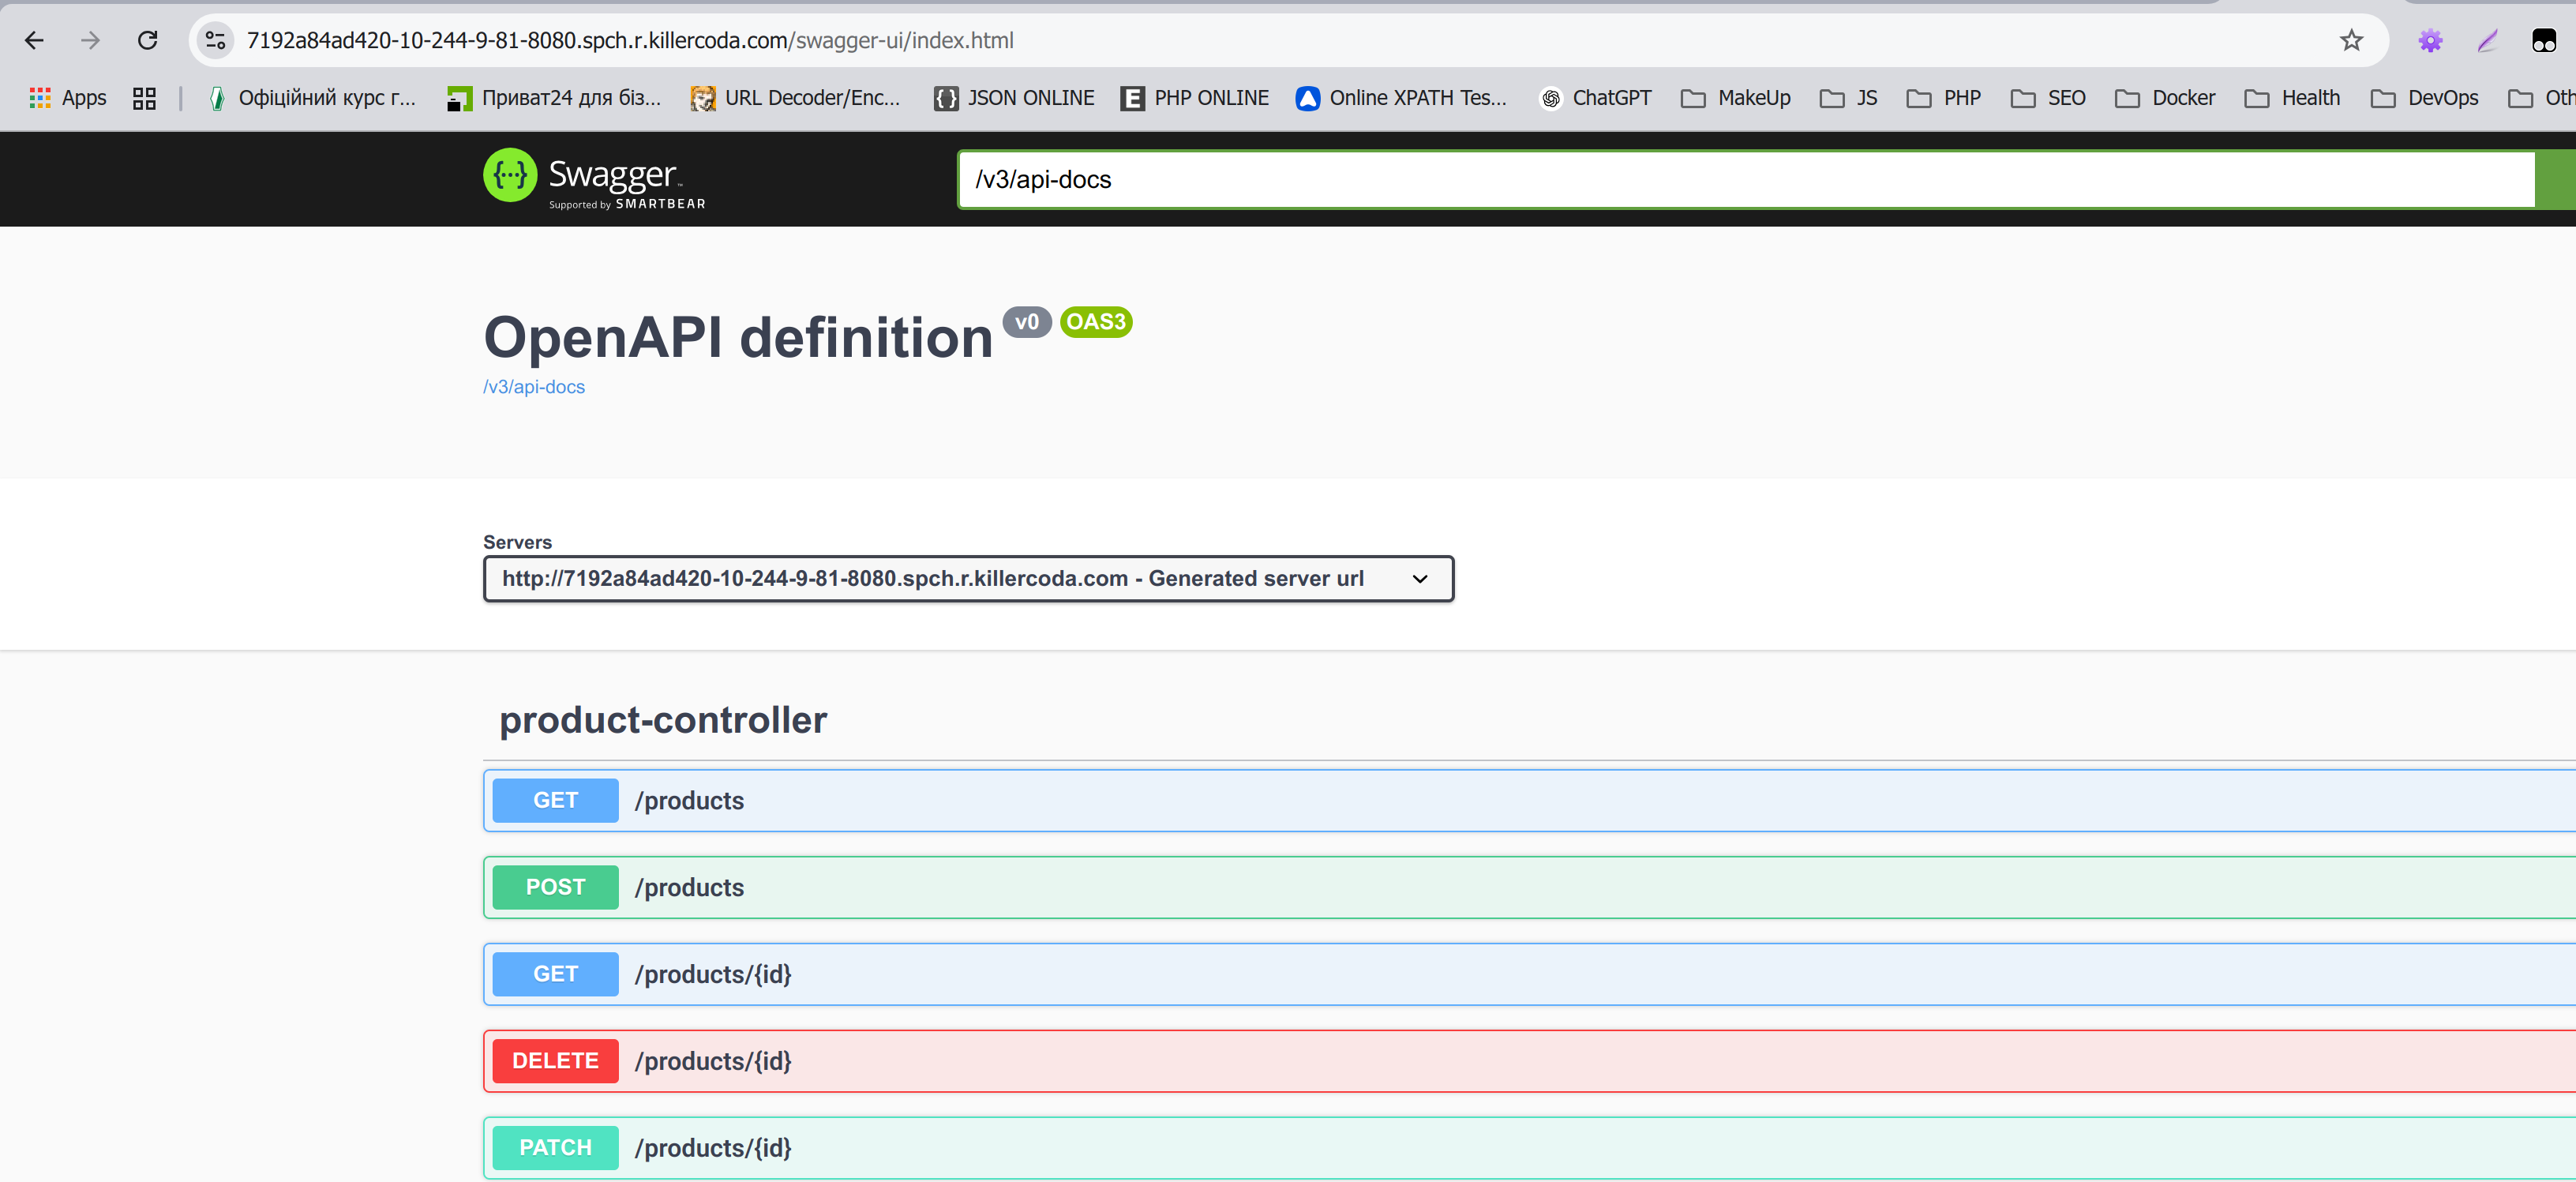 7192a84ad420-10-244-9-81-8080.spch.r.killercoda.com/swagger-ui/index.html
Apps Офіційний курс г... Приват24 для біз... URL Decoder/Enc... JSON ONLINE PHP ONLINE Online XPATH Tes... ChatGPT MakeUp JS PHP SEO Docker Health DevOps Oth
Swagger
Supported by SMARTBEAR
/v3/api-docs
OpenAPI definition v0 OAS3
/v3/api-docs
Servers
http://7192a84ad420-10-244-9-81-8080.spch.r.killercoda.com - Generated server url
product-controller
GET /products
POST /products
GET /products/{id}
DELETE /products/{id}
PATCH /products/{id}